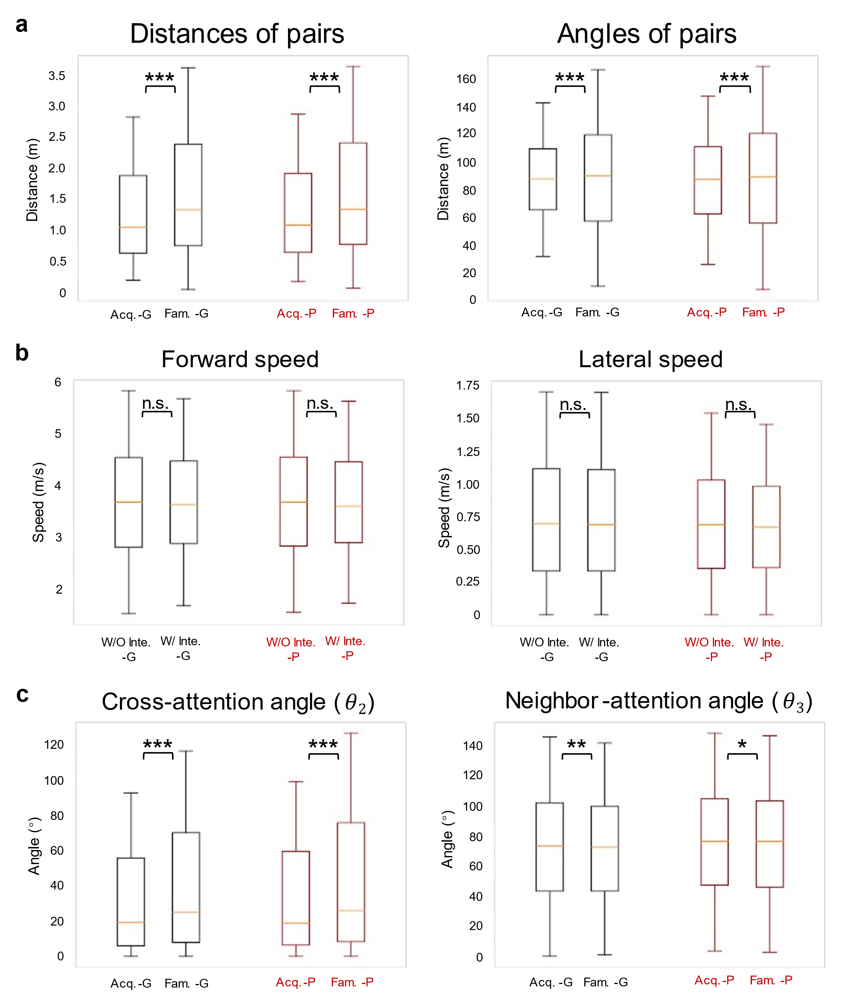 a
Distances of pairs
Angles of pairs
Distance (m)
3.5
3.0
2.5
2.0
1.5
1.0
0.5
0
***
***
Acq.-G Fam. -G Acq.-P Fam. -P
Distance (m)
160
140
120
100
80
60
40
20
0
***
***
Acq.-G Fam. -G Acq.-P Fam. -P
b
Forward speed
Lateral speed
Speed (m/s)
6
5
4
3
2
n.s.
n.s.
W/O Inte. W/ Inte. W/O Inte. W/ Inte.
-G -G -P -P
Speed (m/s)
1.75
1.50
1.25
1.00
0.75
0.50
0.25
0
n.s.
n.s.
W/O Inte. W/ Inte. W/O Inte. W/ Inte.
-G -G -P -P
c
Cross-attention angle (θ₂)
Neighbor-attention angle (θ₃)
Angle (°)
120
100
80
60
40
20
0
***
***
Acq.-G Fam. -G Acq.-P Fam. -P
Angle (°)
140
120
100
80
60
40
20
0
**
*
Acq. -G Fam. -G Acq.-P Fam. -P